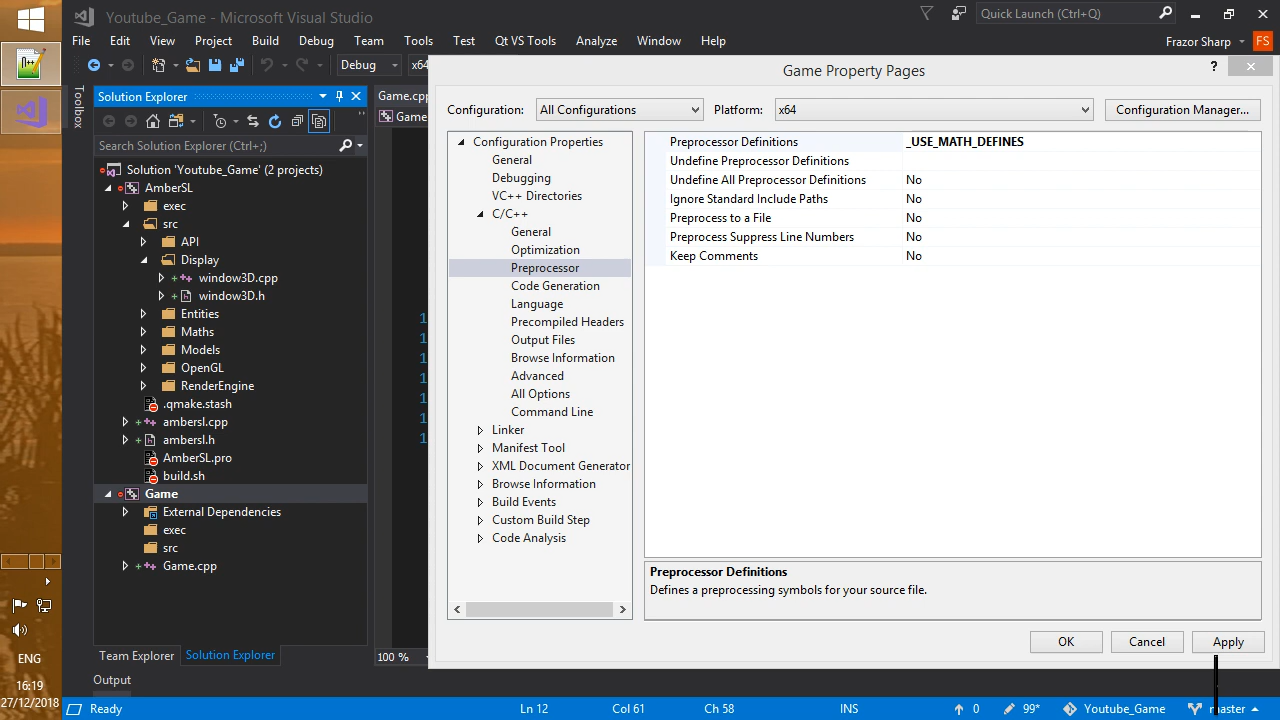 Youtube_Game - Microsoft Visual Studio
Quick Launch (Ctrl+Q)
File Edit View Project Build Debug Team Tools Test Qt VS Tools Analyze Window Help
Frazor Sharp FS
Debug x64
Toolbox
Solution Explorer
Search Solution Explorer (Ctrl+;)
Solution 'Youtube_Game' (2 projects)
AmberSL
exec
src
API
Display
window3D.cpp
window3D.h
Entities
Maths
Models
OpenGL
RenderEngine
.qmake.stash
ambersl.cpp
ambersl.h
AmberSL.pro
build.sh
Game
External Dependencies
exec
src
Game.cpp
Team Explorer Solution Explorer
Output
Game.cpp
Game
1
1
1
1
1
1
1
100 %
Game Property Pages
?
Configuration: All Configurations Platform: x64 Configuration Manager...
Configuration Properties
General
Debugging
VC++ Directories
C/C++
General
Optimization
Preprocessor
Code Generation
Language
Precompiled Headers
Output Files
Browse Information
Advanced
All Options
Command Line
Linker
Manifest Tool
XML Document Generator
Browse Information
Build Events
Custom Build Step
Code Analysis
Preprocessor Definitions _USE_MATH_DEFINES
Undefine Preprocessor Definitions
Undefine All Preprocessor Definitions No
Ignore Standard Include Paths No
Preprocess to a File No
Preprocess Suppress Line Numbers No
Keep Comments No
Preprocessor Definitions
Defines a preprocessing symbols for your source file.
OK Cancel Apply
ENG
16:19
27/12/2018
Ready Ln 12 Col 61 Ch 58 INS 0 99* Youtube_Game master